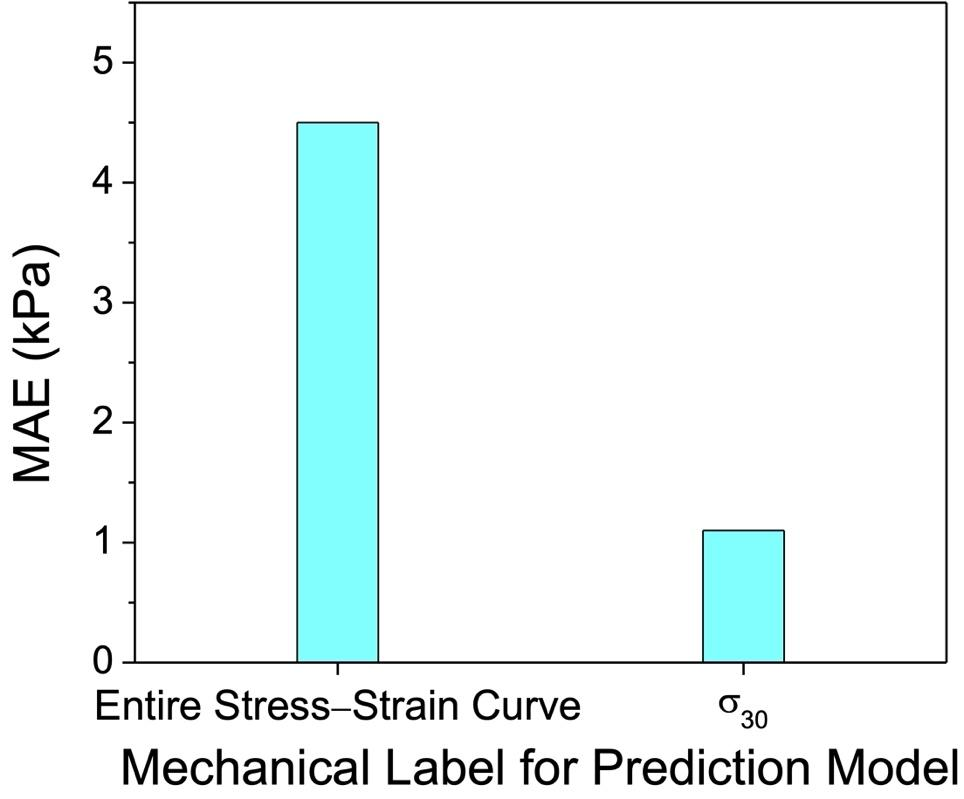 5
4
3
2
1
0
MAE (kPa)
Entire Stress–Strain Curve
σ30
Mechanical Label for Prediction Model